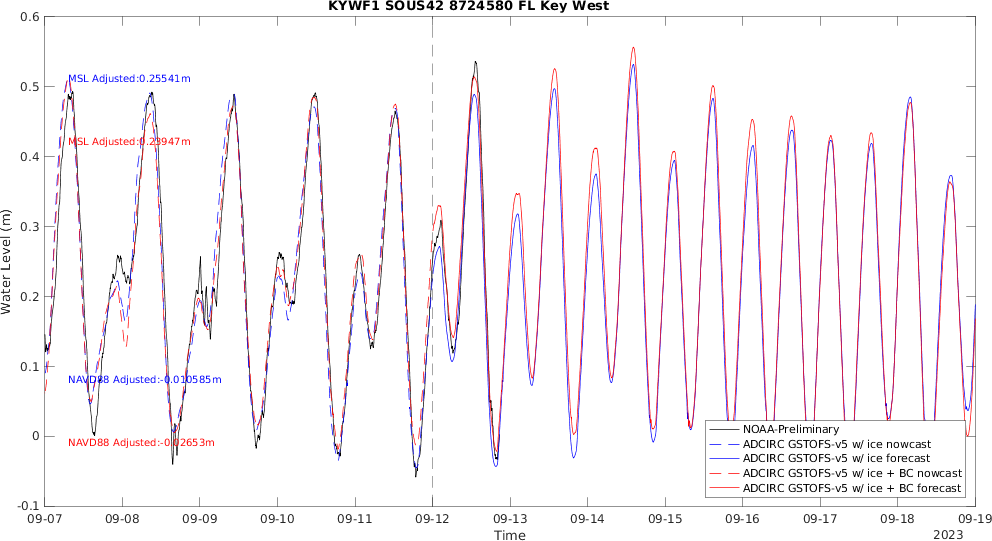 KYWF1 SOUS42 8724580 FL Key West
0.6
0.5
0.4
0.3
0.2
0.1
0
-0.1
Water Level (m)
MSL Adjusted:0.25541m
MSL Adjusted:0.23947m
NAVD88 Adjusted:-0.010585m
NAVD88 Adjusted:-0.02653m
NOAA-Preliminary
ADCIRC GSTOFS-v5 w/ ice nowcast
ADCIRC GSTOFS-v5 w/ ice forecast
ADCIRC GSTOFS-v5 w/ ice + BC nowcast
ADCIRC GSTOFS-v5 w/ ice + BC forecast
09-07 09-08 09-09 09-10 09-11 09-12 09-13 09-14 09-15 09-16 09-17 09-18 09-19
Time
2023